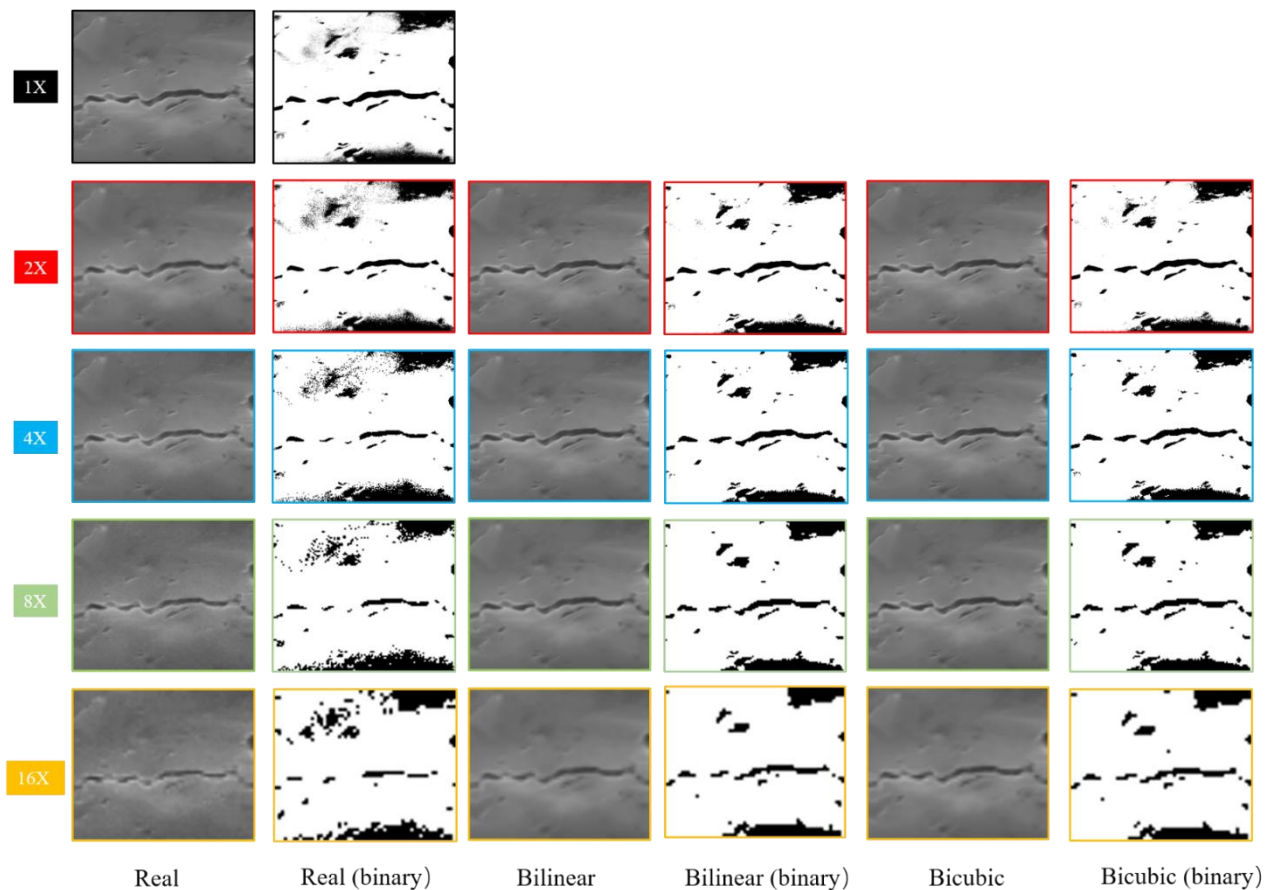 1X
2X
4X
8X
16X
Real Real (binary） Bilinear Bilinear (binary） Bicubic Bicubic (binary）